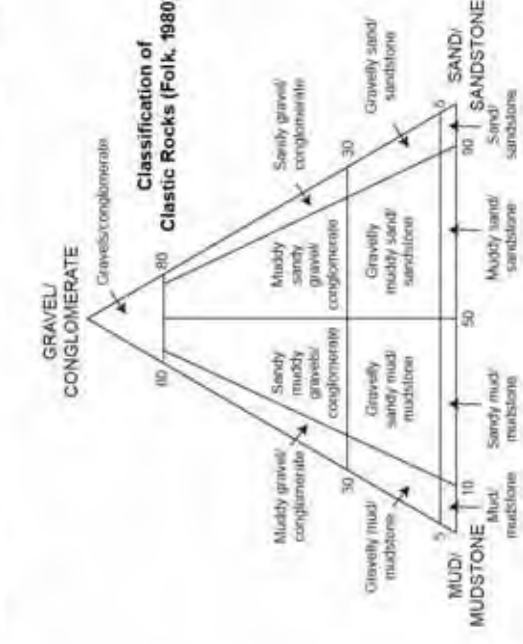 GRAVEL/
CONGLOMERATE
Gravels/conglomerate
Classification of
Clastic Rocks (Folk, 1980)
80
80
Muddy gravel/
conglomerate
Sandy
muddy
gravels/
conglomerate
Muddy
sandy
gravel/
conglomerate
Sandy gravel/
conglomerate
30
30
Gravelly mud/
mudstone
Gravelly
sandy mud/
mudstone
Gravelly
muddy sand/
sandstone
Gravelly sand/
sandstone
5
5
MUD/
MUDSTONE
10
50
90
SAND/
SANDSTONE
Mud/
mudstone
Sandy mud/
mudstone
Muddy sand/
sandstone
Sand/
sandstone